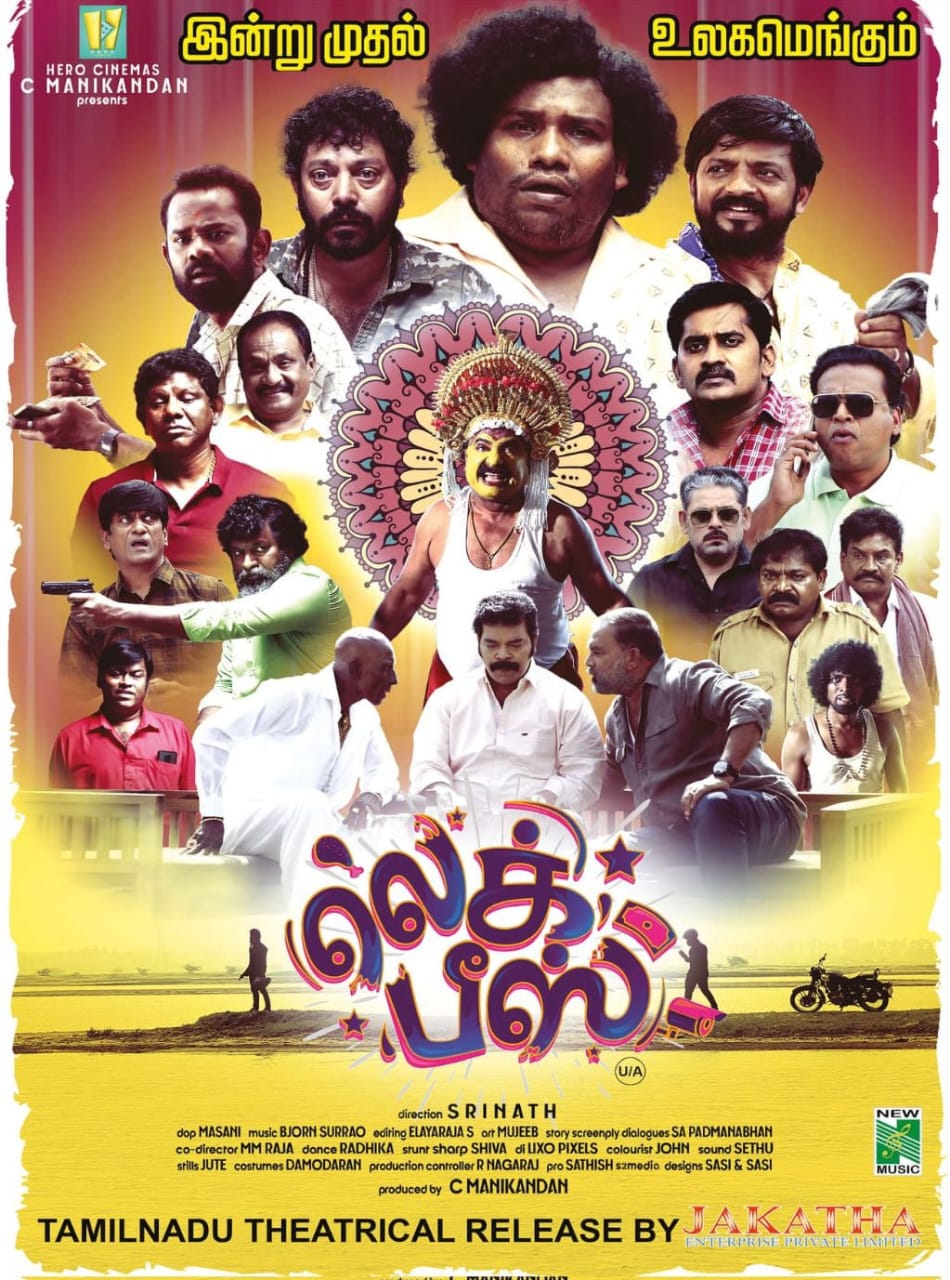 இன்று முதல் உலகமெங்கும்
HERO CINEMAS
C MANIKANDAN
presents
லெக்
பீஸ்
U/A
direction SRINATH
dop MASANI music BJORN SURRAO editing ELAYARAJA S art MUJEEB story screenply dialogues SA PADMANABHAN
co-director MM RAJA dance RADHIKA stunt sharp SHIVA di LIXO PIXELS colourist JOHN sound SETHU
stills JUTE costumes DAMODARAN production controller R NAGARAJ pro SATHISH s2media designs SASI & SASI
produced by C MANIKANDAN
NEW
MUSIC
TAMILNADU THEATRICAL RELEASE BY JAKATHA
ENTERPRISE PRIVATE LIMITED